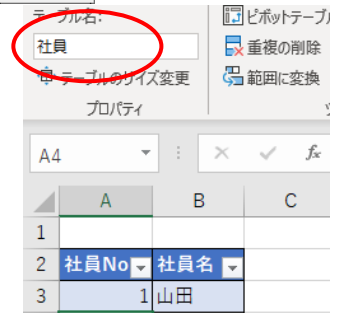 テーブル名:
ピボットテーブル
社員
重複の削除
テーブルのサイズ変更
範囲に変換
プロパティ
A4
fx
A B C
1
2 社員No 社員名
3 1 山田